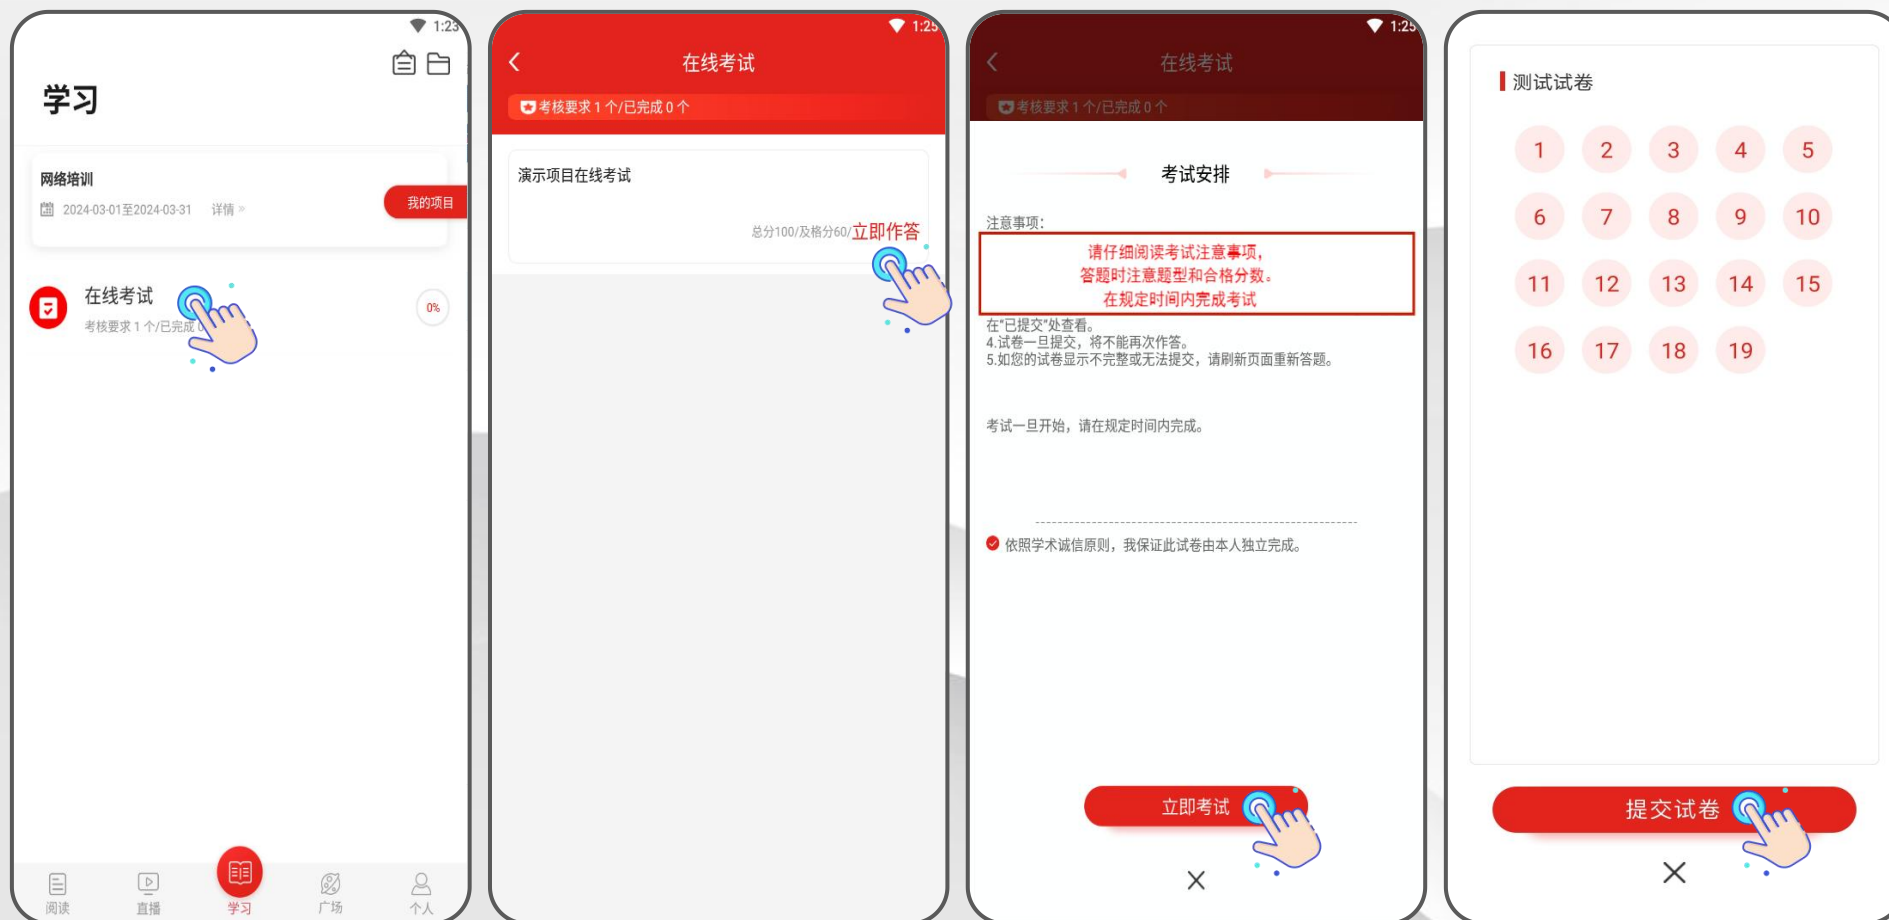 1:23
学习
网络培训
2024-03-01至2024-03-31 详情 »
我的项目
在线考试
考核要求 1 个/已完成
0%
阅读
直播
学习
广场
个人
1:25
在线考试
考核要求 1 个/已完成 0 个
演示项目在线考试
总分100/及格分60/立即作答
1:25
在线考试
考核要求 1 个/已完成 0 个
考试安排
注意事项:
请仔细阅读考试注意事项，
答题时注意题型和合格分数。
在规定时间内完成考试
在“已提交”处查看。
4.试卷一旦提交，将不能再次作答。
5.如您的试卷显示不完整或无法提交，请刷新页面重新答题。
考试一旦开始，请在规定时间内完成。
依照学术诚信原则，我保证此试卷由本人独立完成。
立即考试
测试试卷
1 2 3 4 5
6 7 8 9 10
11 12 13 14 15
16 17 18 19
提交试卷